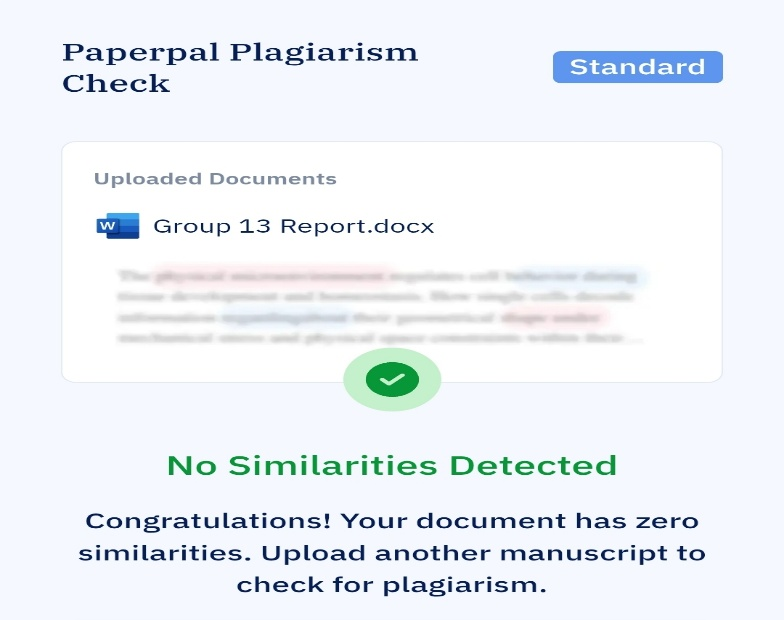 Paperpal Plagiarism
Check
Standard
Uploaded Documents
W
Group 13 Report.docx
The physical microenvironment regulates cell behavior during
tissue development and homeostasis. How single cells decode
information their geometrical shape under
mechanical stress and physical space constraints within their...
No Similarities Detected
Congratulations! Your document has zero
similarities. Upload another manuscript to
check for plagiarism.